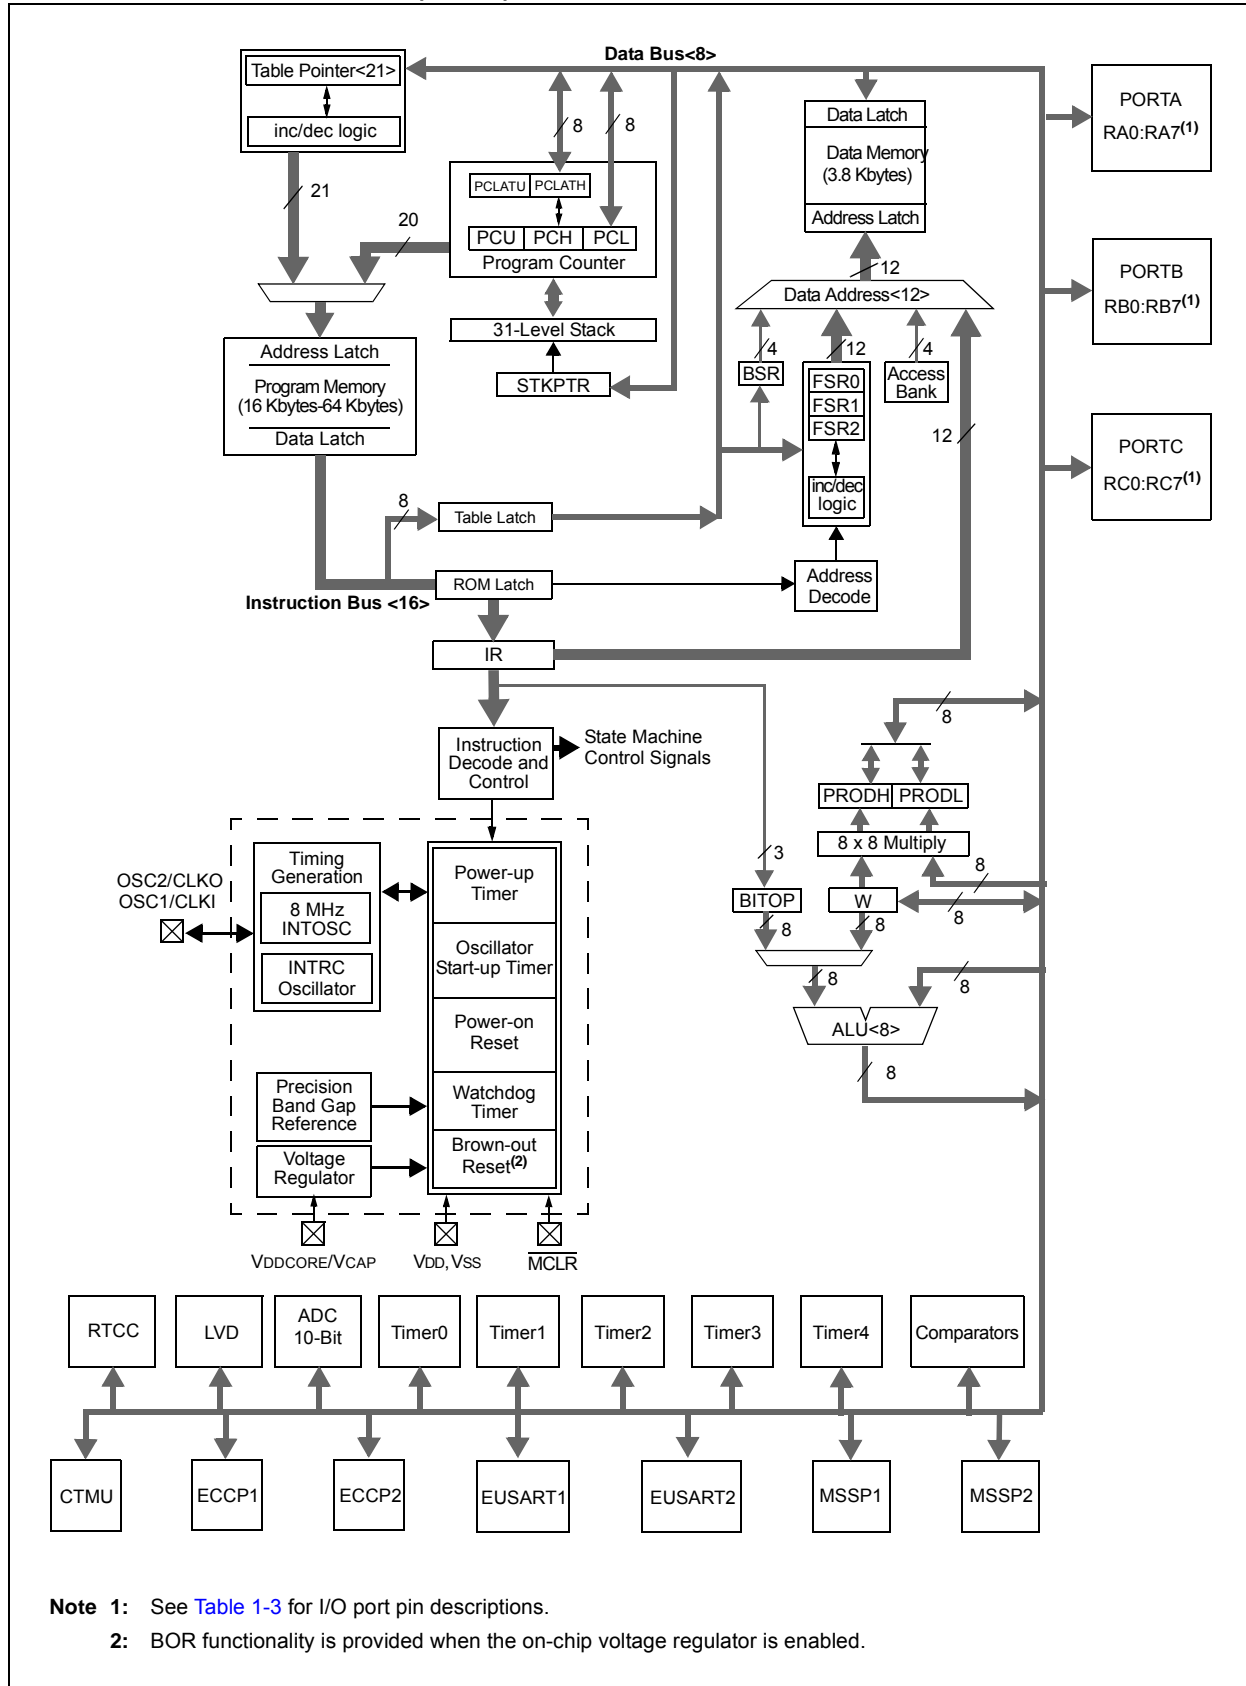 Data Bus<8>
Table Pointer<21>
inc/dec logic
21
20
8
8
PCLATU PCLATH
PCU PCH PCL
Program Counter
31-Level Stack
STKPTR
Data Latch
Data Memory
(3.8 Kbytes)
Address Latch
12
Data Address<12>
4
12
4
BSR
FSR0
FSR1
FSR2
inc/dec
logic
Access
Bank
12
Address
Decode
PORTA
RA0:RA7(1)
PORTB
RB0:RB7(1)
PORTC
RC0:RC7(1)
Address Latch
Program Memory
(16 Kbytes-64 Kbytes)
Data Latch
8
Table Latch
ROM Latch
Instruction Bus <16>
IR
Instruction
Decode and
Control
State Machine
Control Signals
8
PRODH PRODL
8 x 8 Multiply
3
8
BITOP
W
8
8
8
8
8
ALU<8>
8
OSC2/CLKO
OSC1/CLKI
Timing
Generation
8 MHz
INTOSC
INTRC
Oscillator
Power-up
Timer
Oscillator
Start-up Timer
Power-on
Reset
Watchdog
Timer
Brown-out
Reset(2)
Precision
Band Gap
Reference
Voltage
Regulator
VDDCORE/VCAP
VDD, VSS
MCLR
RTCC
LVD
ADC
10-Bit
Timer0
Timer1
Timer2
Timer3
Timer4
Comparators
CTMU
ECCP1
ECCP2
EUSART1
EUSART2
MSSP1
MSSP2
Note 1: See Table 1-3 for I/O port pin descriptions.
2: BOR functionality is provided when the on-chip voltage regulator is enabled.